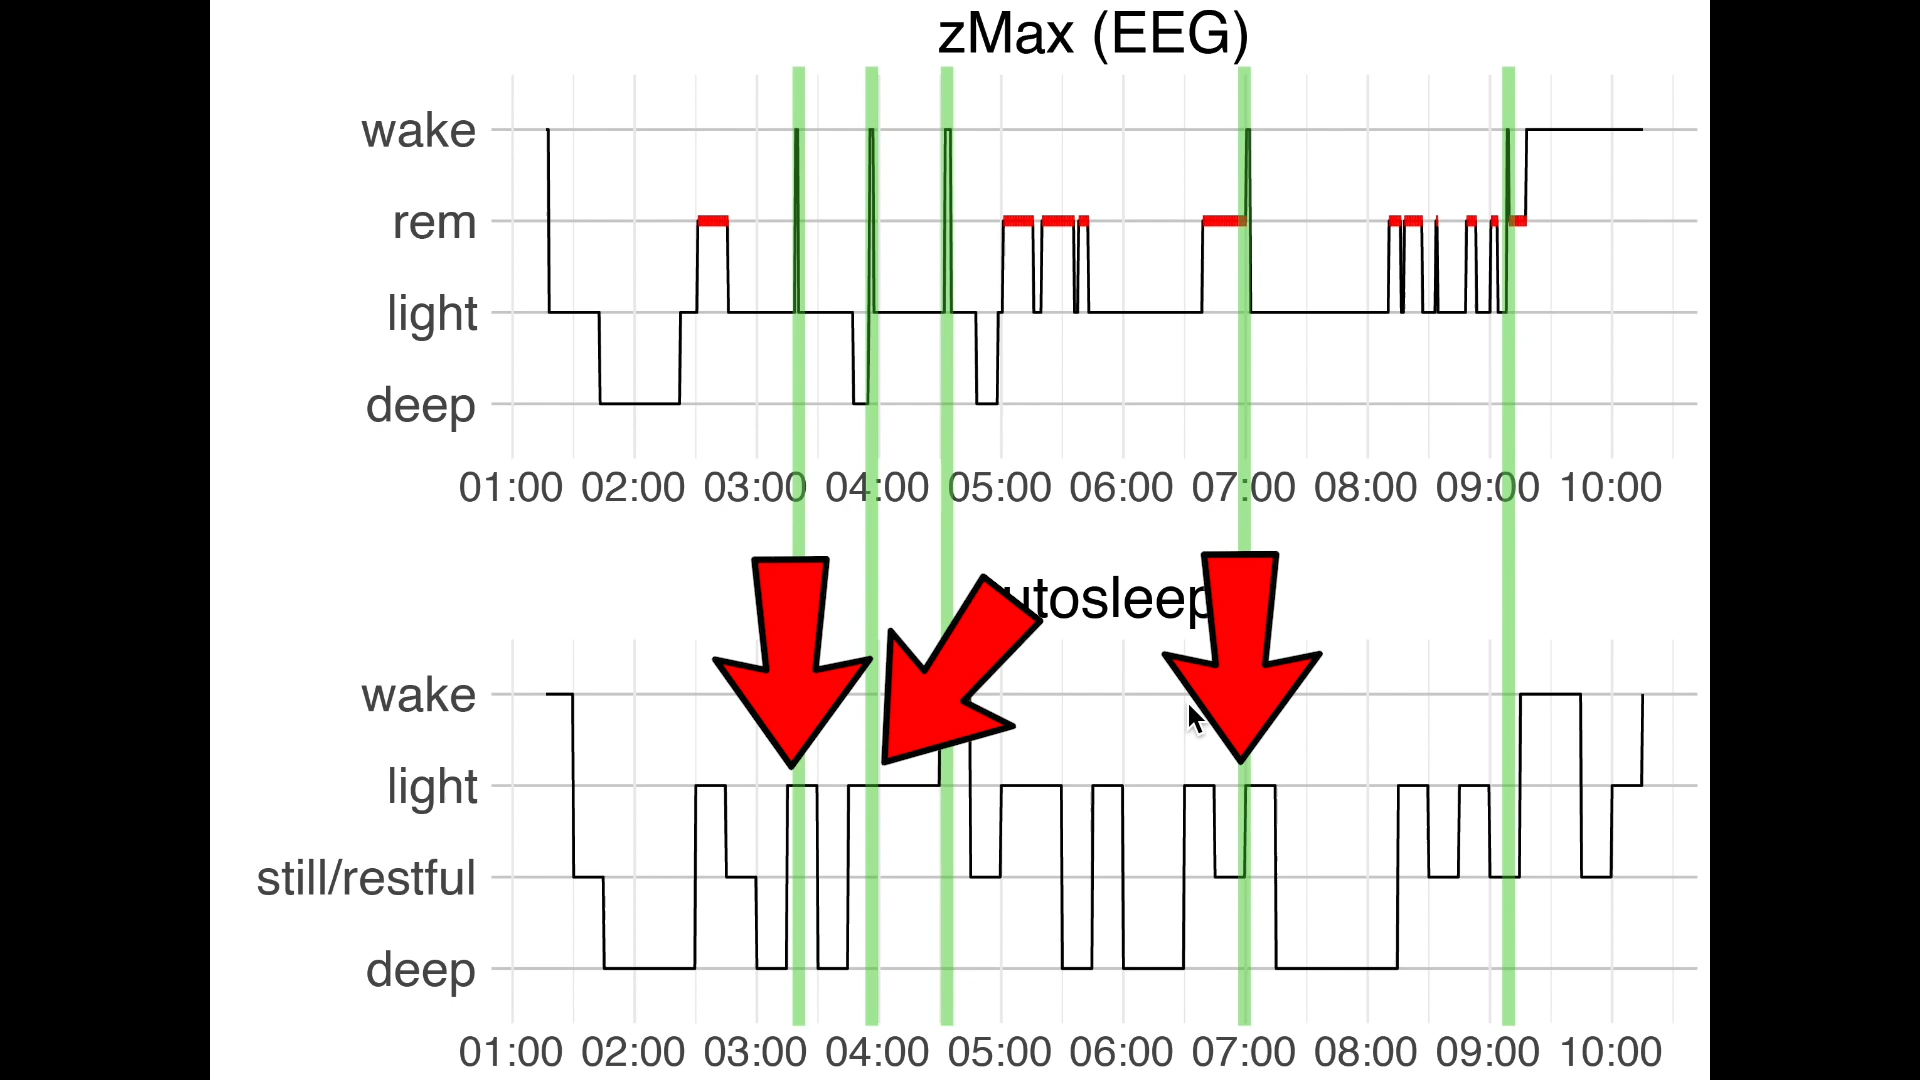 zMax (EEG)
wake
rem
light
deep
01:00 02:00 03:00 04:00 05:00 06:00 07:00 08:00 09:00 10:00
utosleep
wake
light
still/restful
deep
01:00 02:00 03:00 04:00 05:00 06:00 07:00 08:00 09:00 10:00